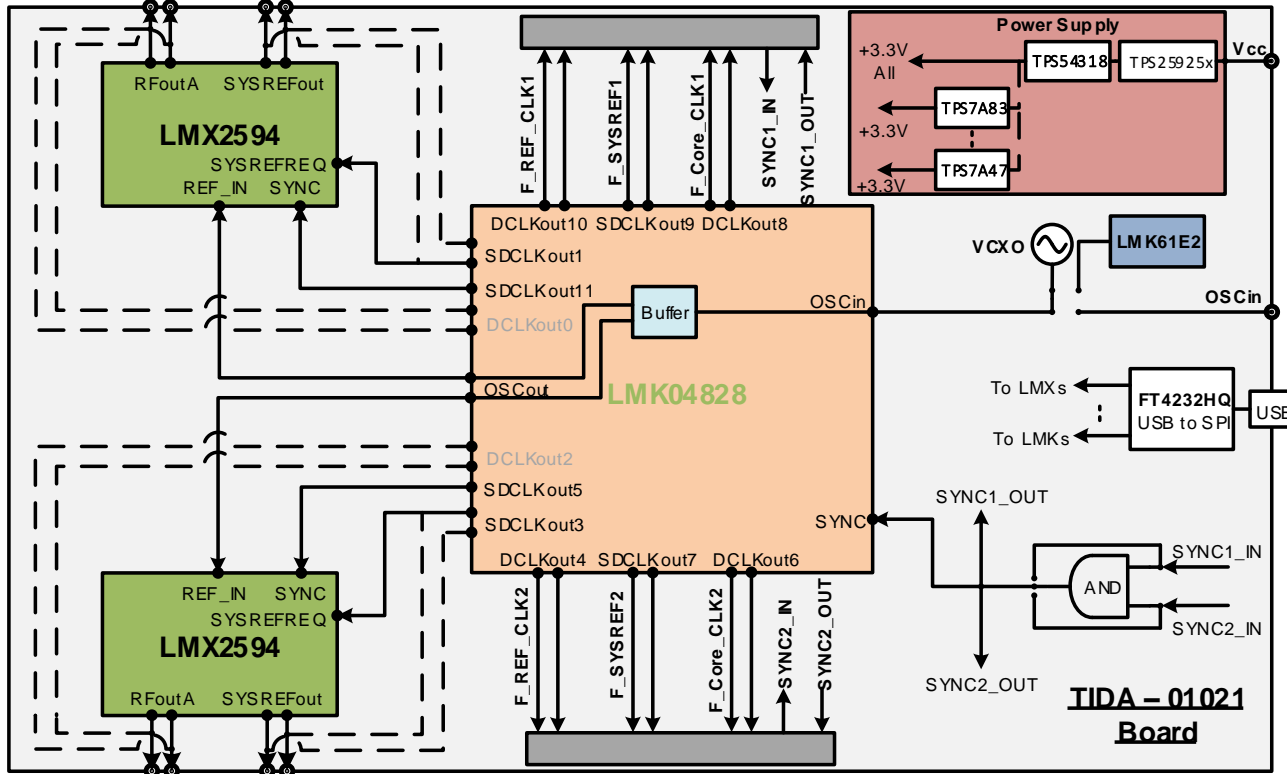 RFoutA SYSREFout
LMX2594
SYSREFREQ
REF_IN SYNC
F_REF_CLK1
F_SYSREF1
F_Core_CLK1
SYNC1_IN
SYNC1_OUT
Power Supply
+3.3V
All
TPS54318
TPS25925x
Vcc
TPS7A83
+3.3V
TPS7A47
+3.3V
DCLKout10 SDCLKout9 DCLKout8
SDCLKout1
SDCLKout11
DCLKout0
Buffer
OSCin
VCXO
LMK61E2
OSCin
OSCout
LMK04828
To LMXs
To LMKs
FT4232HQ
USB to SPI
USB
DCLKout2
SDCLKout5
SDCLKout3
SYNC
DCLKout4 SDCLKout7 DCLKout6
SYNC1_OUT
SYNC1_IN
AND
SYNC2_IN
SYNC2_OUT
REF_IN SYNC
SYSREFREQ
LMX2594
RFoutA SYSREFout
F_REF_CLK2
F_SYSREF2
F_Core_CLK2
SYNC2_IN
SYNC2_OUT
TIDA – 01021
Board